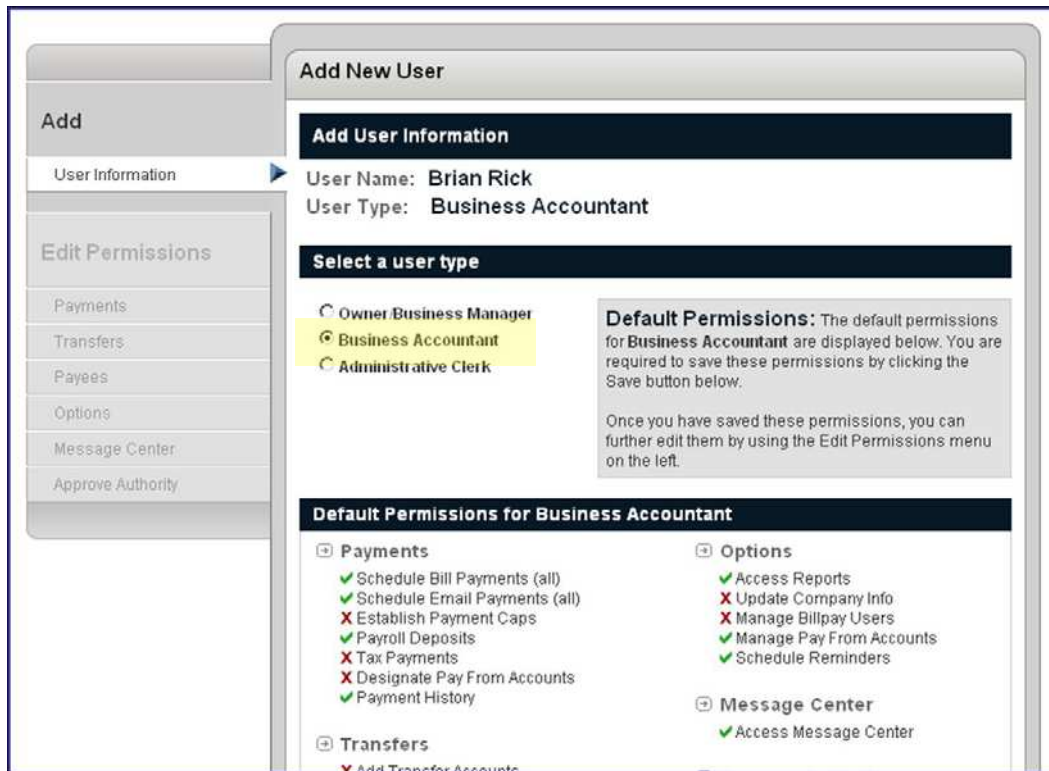 Add New User
Add
User Information
Edit Permissions
Payments
Transfers
Payees
Options
Message Center
Approve Authority
Add User Information
User Name: Brian Rick
User Type: Business Accountant
Select a user type
Owner/Business Manager
Business Accountant
Administrative Clerk
Default Permissions: The default permissions
for Business Accountant are displayed below. You are
required to save these permissions by clicking the
Save button below.
Once you have saved these permissions, you can
further edit them by using the Edit Permissions menu
on the left.
Default Permissions for Business Accountant
Payments
Schedule Bill Payments (all)
Schedule Email Payments (all)
X Establish Payment Caps
Payroll Deposits
X Tax Payments
X Designate Pay From Accounts
Payment History
Transfers
X Add Transfer Accounts
Options
Access Reports
X Update Company Info
X Manage Billpay Users
Manage Pay From Accounts
Schedule Reminders
Message Center
Access Message Center